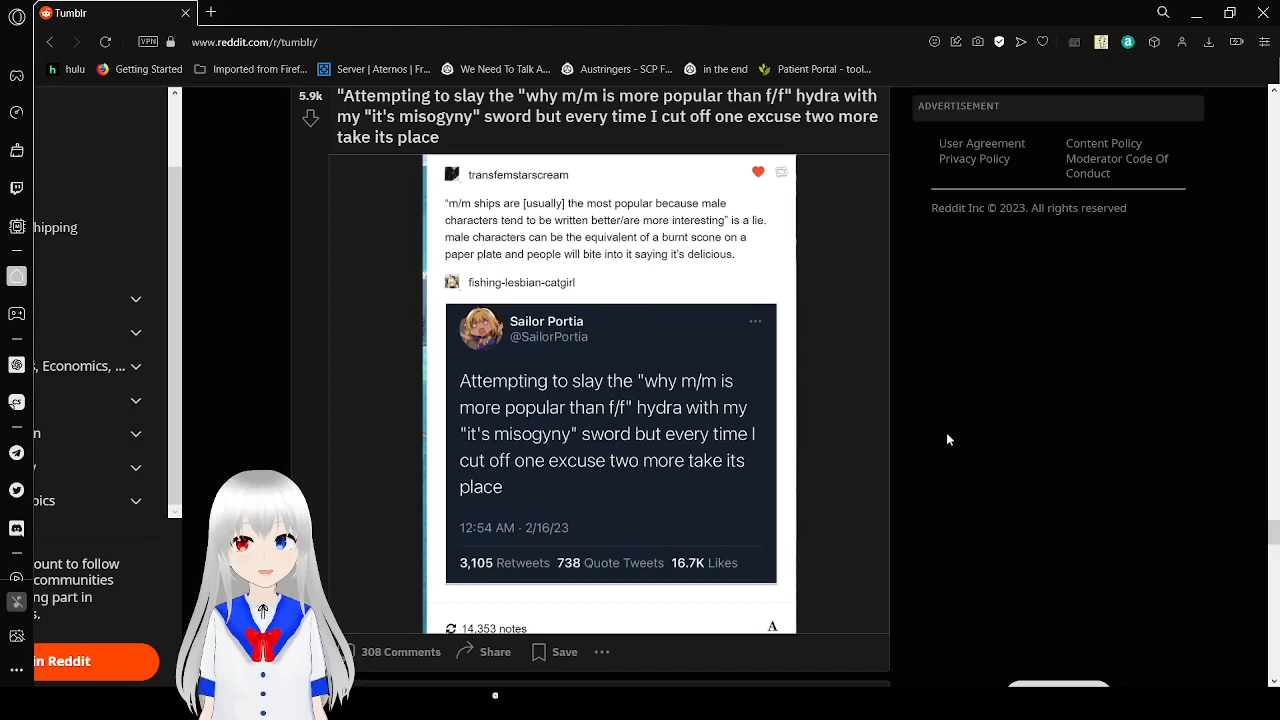 Tumblr
VPN
www.reddit.com/r/tumblr/
hulu
Getting Started
Imported from Firef...
Server | Aternos | Fr...
We Need To Talk A...
Austringers - SCP F...
in the end
Patient Portal - tool...
hipping
, Economics, ...
n
y
pics
ount to follow
communities
ng part in
s.
in Reddit
5.9k
"Attempting to slay the "why m/m is more popular than f/f" hydra with
my "it's misogyny" sword but every time I cut off one excuse two more
take its place
transfemstarscream
“m/m ships are [usually] the most popular because male
characters tend to be written better/are more interesting” is a lie.
male characters can be the equivalent of a burnt scone on a
paper plate and people will bite into it saying it’s delicious.
fishing-lesbian-catgirl
Sailor Portia
@SailorPortia
Attempting to slay the "why m/m is
more popular than f/f" hydra with my
"it's misogyny" sword but every time I
cut off one excuse two more take its
place
12:54 AM · 2/16/23
3,105 Retweets 738 Quote Tweets 16.7K Likes
14,353 notes
308 Comments
Share
Save
ADVERTISEMENT
User Agreement
Privacy Policy
Content Policy
Moderator Code Of
Conduct
Reddit Inc © 2023. All rights reserved